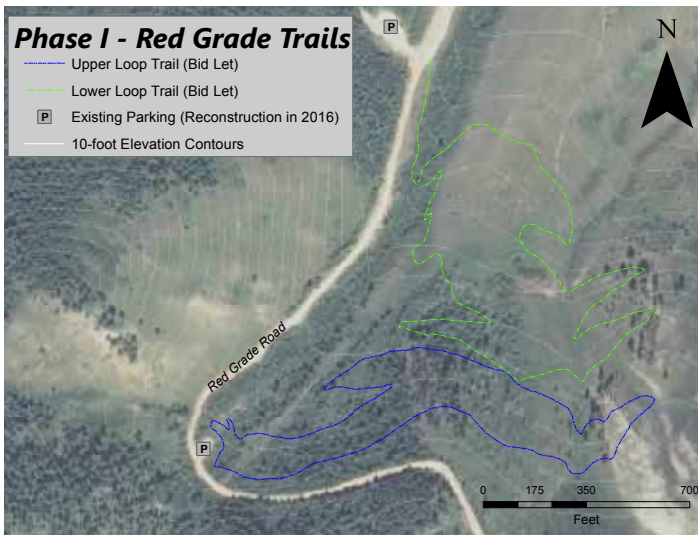 Phase I - Red Grade Trails
Upper Loop Trail (Bid Let)
Lower Loop Trail (Bid Let)
P Existing Parking (Reconstruction in 2016)
10-foot Elevation Contours
P
N
Red Grade Road
P
0 175 350 700
Feet